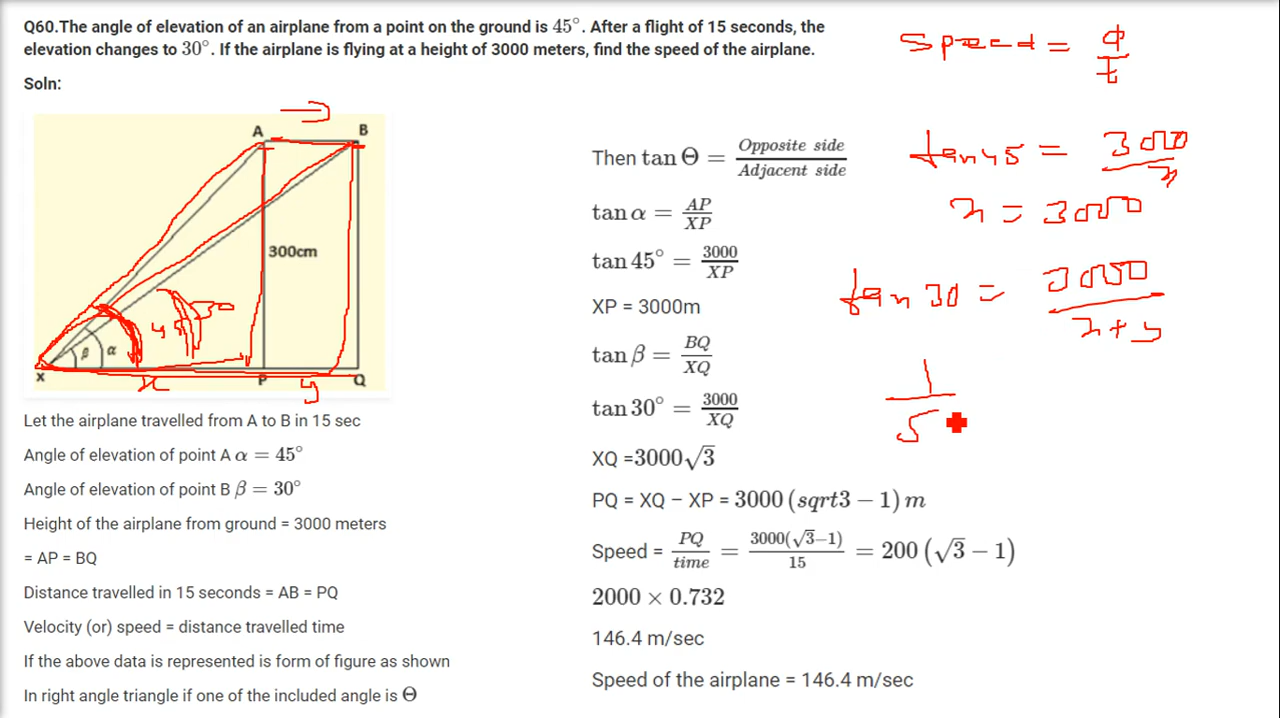 Q60.The angle of elevation of an airplane from a point on the ground is 45°. After a flight of 15 seconds, the
elevation changes to 30°. If the airplane is flying at a height of 3000 meters, find the speed of the airplane.
Soln:
A B
300cm
β α 45 30
X x P y Q
Let the airplane travelled from A to B in 15 sec
Angle of elevation of point A α = 45°
Angle of elevation of point B β = 30°
Height of the airplane from ground = 3000 meters
= AP = BQ
Distance travelled in 15 seconds = AB = PQ
Velocity (or) speed = distance travelled time
If the above data is represented is form of figure as shown
In right angle triangle if one of the included angle is Θ
Then tan Θ = Opposite side / Adjacent side
tan α = AP / XP
tan 45° = 3000 / XP
XP = 3000m
tan β = BQ / XQ
tan 30° = 3000 / XQ
XQ =3000√3
PQ = XQ − XP = 3000 (sqrt3 − 1) m
Speed = PQ / time = 3000(√3−1) / 15 = 200 (√3 − 1)
2000 × 0.732
146.4 m/sec
Speed of the airplane = 146.4 m/sec
Speed = d / t
tan 45 = 3000 / x
x = 3000
tan 30 = 3000 / x + y
1 / √